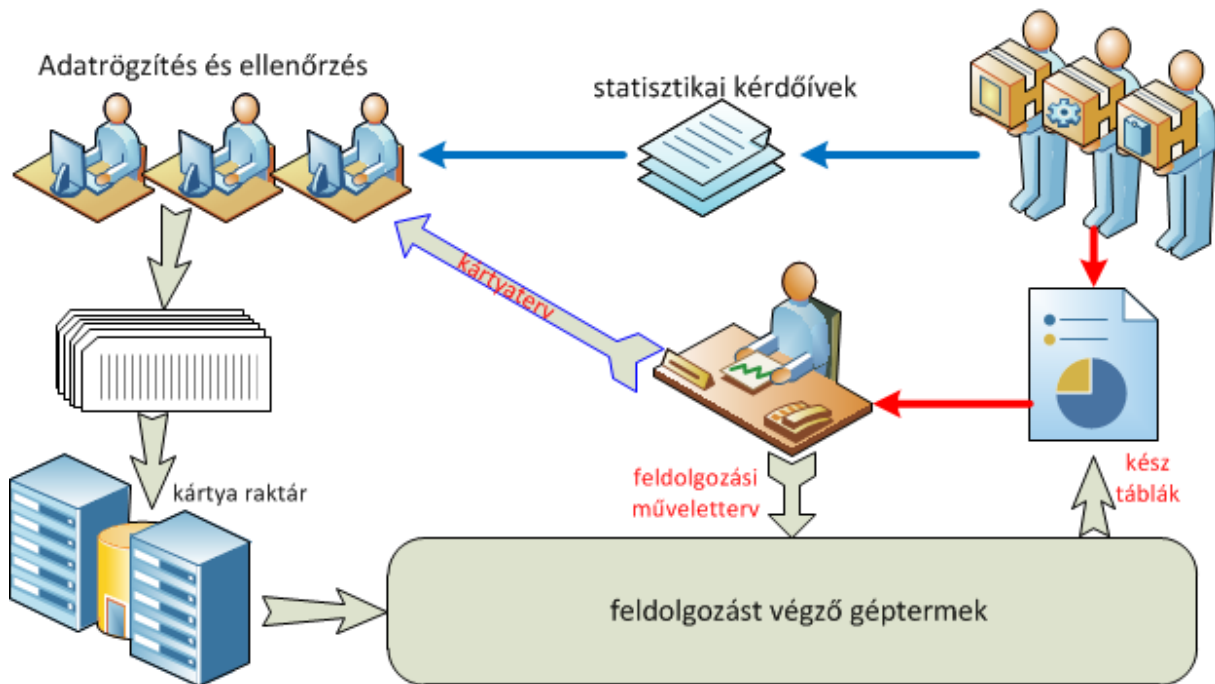 Adatrögzítés és ellenőrzés
statisztikai kérdőívek
kártyaterv
kártya raktár
feldolgozási
műveletterv
kész
táblák
feldolgozást végző géptermek